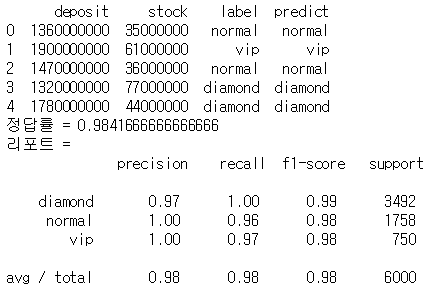 deposit stock label predict
0 1360000000 35000000 normal normal
1 1900000000 61000000 vip vip
2 1470000000 36000000 normal normal
3 1320000000 77000000 diamond diamond
4 1780000000 44000000 diamond diamond
정답률 = 0.9841666666666666
리포트 =
precision recall f1-score support
diamond 0.97 1.00 0.99 3492
normal 1.00 0.96 0.98 1758
vip 1.00 0.97 0.98 750
avg / total 0.98 0.98 0.98 6000